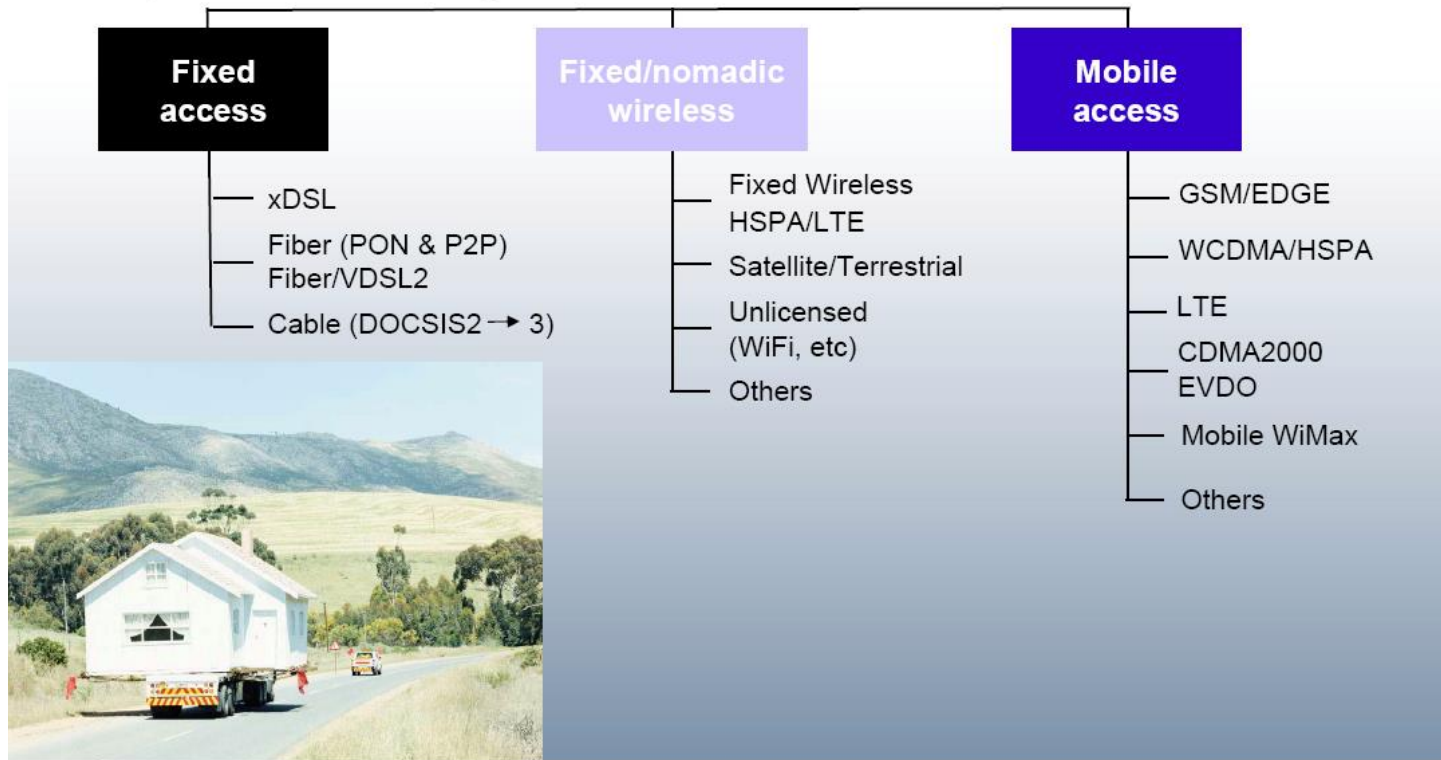 Fixed
access
xDSL
Fiber (PON & P2P)
Fiber/VDSL2
Cable (DOCSIS2 → 3)
Fixed/nomadic
wireless
Fixed Wireless
HSPA/LTE
Satellite/Terrestrial
Unlicensed
(WiFi, etc)
Others
Mobile
access
GSM/EDGE
WCDMA/HSPA
LTE
CDMA2000
EVDO
Mobile WiMax
Others